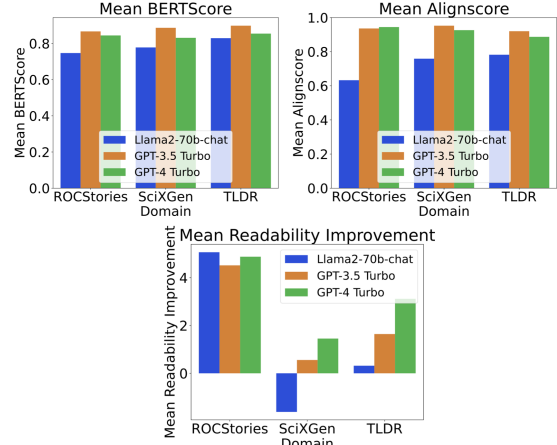 Mean BERTScore
Mean BERTScore
0.8
0.6
0.4
0.2
0.0
Llama2-70b-chat
GPT-3.5 Turbo
GPT-4 Turbo
ROCStories SciXGen TLDR
Domain
Mean Alignscore
Mean Alignscore
1.0
0.8
0.6
0.4
0.2
0.0
Llama2-70b-chat
GPT-3.5 Turbo
GPT-4 Turbo
ROCStories SciXGen TLDR
Domain
Mean Readability Improvement
Mean Readability Improvement
4
2
0
Llama2-70b-chat
GPT-3.5 Turbo
GPT-4 Turbo
ROCStories SciXGen TLDR
Domain